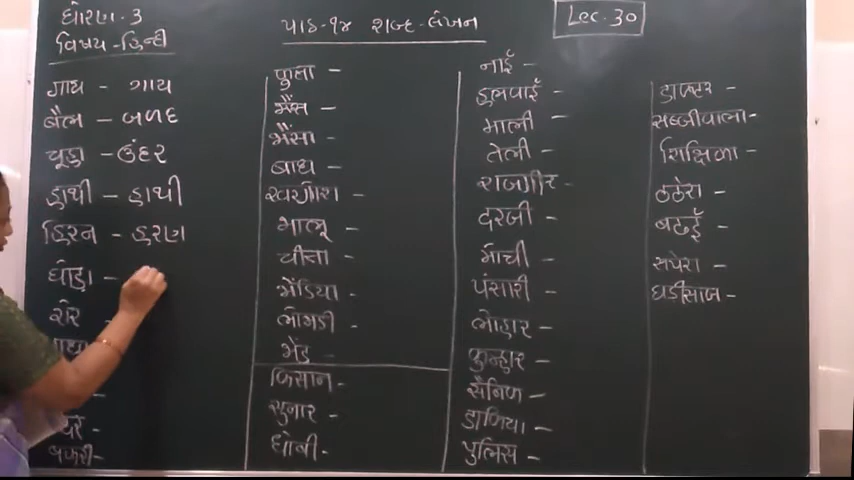 ધોરણ-3
વિષય-હિન્દી
પાઠ-૧૪ શબ્દ-લેખન
Lec. 30
गाय - ગાય
बैल - બળદ
चूहा - ઉંદર
हाथी - હાથી
हिरन - હરણ
घोड़ा -
शेर
बकरी-
कुत्ता -
भैंस -
भैंसा -
बाघ -
खरगोश -
भालू -
चीता -
भेंडिया -
लोमडी -
भेंड़ -
किसान -
सुनार -
धोबी -
नाई -
हलवाई -
माली -
तेली -
राजगीर -
दरजी -
मोची -
पंसारी -
लोहार -
कुम्हार -
सैनिक -
डाकिया -
पुलिस -
डाक्टर -
सब्जीवाला -
शिक्षिका -
ठठेरा -
बढई -
सपेरा -
घडीसाज -